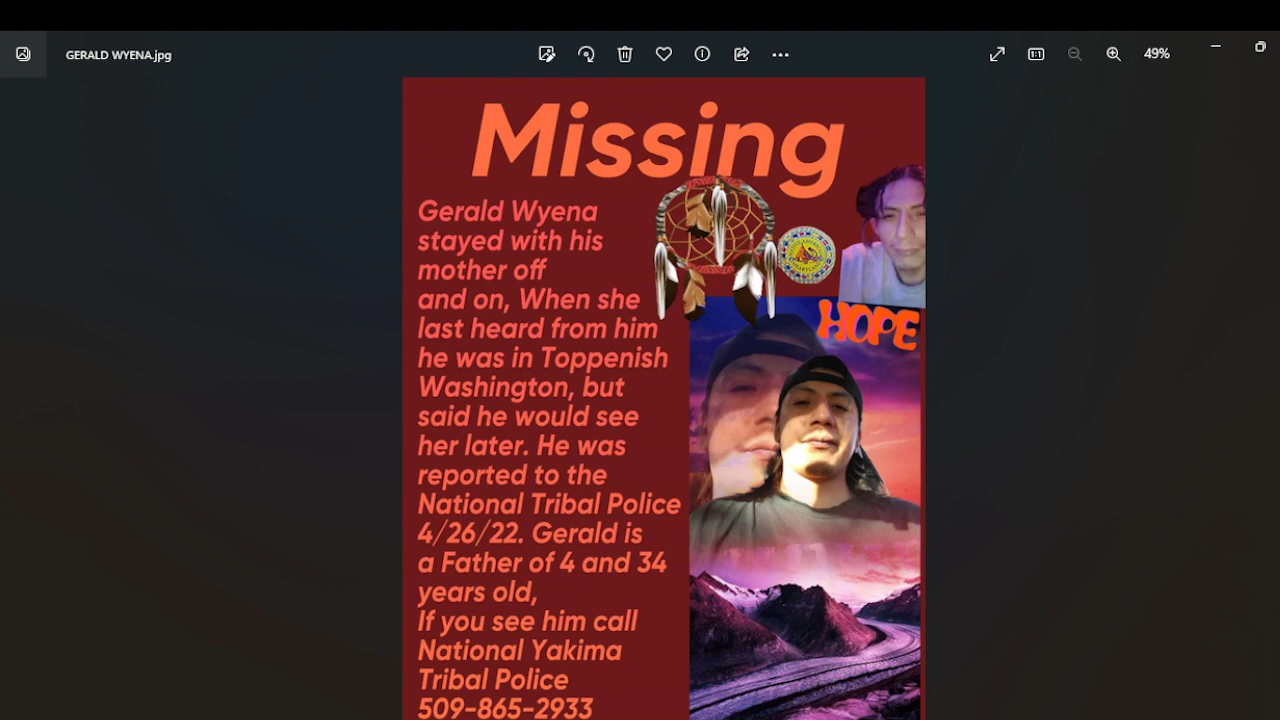 GERALD WYENA.jpg
49%
Missing
Gerald Wyena
stayed with his
mother off
and on, When she
last heard from him
he was in Toppenish
Washington, but
said he would see
her later. He was
reported to the
National Tribal Police
4/26/22. Gerald is
a Father of 4 and 34
years old,
If you see him call
National Yakima
Tribal Police
509-865-2933
HOPE